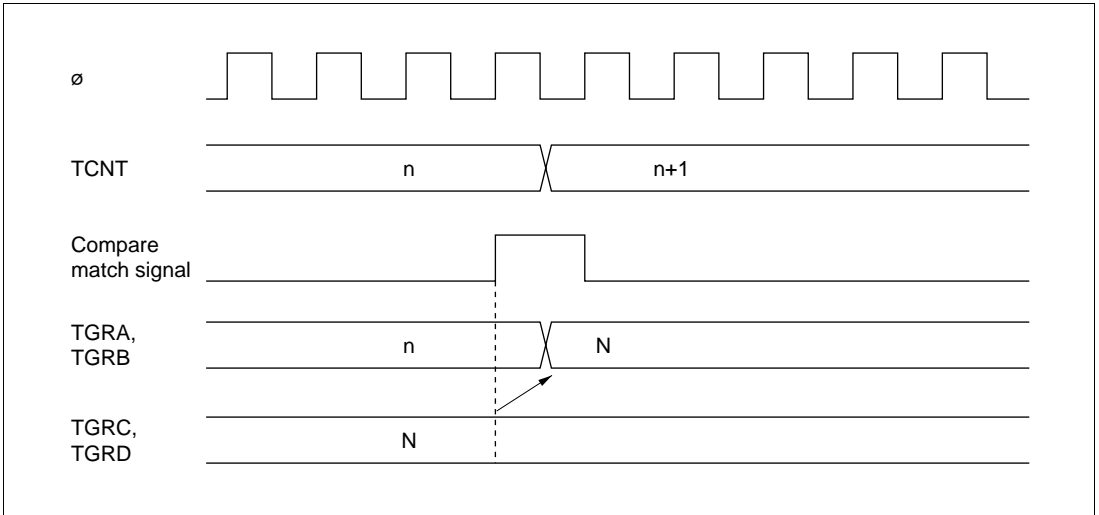 ø
TCNT
n
n+1
Compare
match signal
TGRA,
TGRB
n
N
TGRC,
TGRD
N